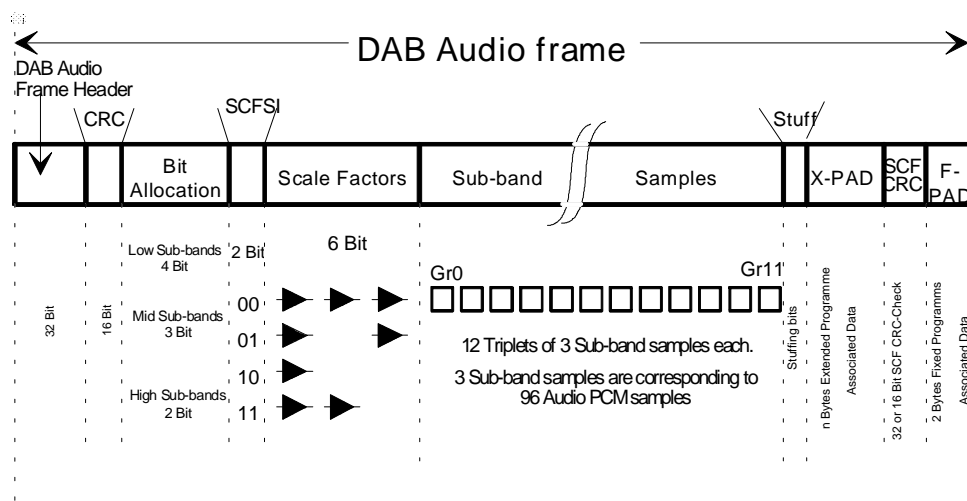 DAB Audio frame
DAB Audio
Frame Header
CRC
SCFSI
Stuff
Bit
Allocation
Scale Factors
Sub-band
Samples
X-PAD
SCF
CRC
F-
PAD
32 Bit
16 Bit
Low Sub-bands
4 Bit
Mid Sub-bands
3 Bit
High Sub-bands
2 Bit
2 Bit
00
01
10
11
6 Bit
Gr0
Gr11
12 Triplets of 3 Sub-band samples each.
3 Sub-band samples are corresponding to
96 Audio PCM samples
Stuffing bits
n Bytes Extended Programme
Associated Data
32 or 16 Bit SCF CRC-Check
2 Bytes Fixed Programms
Associated Data